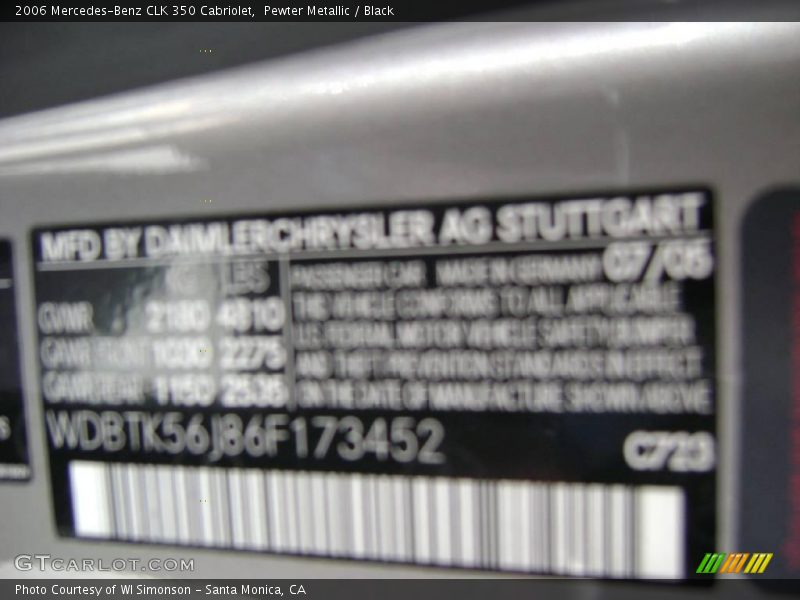 2006 Mercedes-Benz CLK 350 Cabriolet, Pewter Metallic / Black
MFD BY DAIMLERCHRYSLER AG STUTTGART
KG LBS
PASSENGER CAR MADE IN GERMANY 07/05
GVWR 2180 4810
THE VEHICLE CONFORMS TO ALL APPLICABLE
U.S. FEDERAL MOTOR VEHICLE SAFETY BUMPER
GAWR FRONT 1030 2275
AND THEFT PREVENTION STANDARDS IN EFFECT
GAWR REAR 1150 2535
ON THE DATE OF MANUFACTURE SHOWN ABOVE
WDBTK56J86F173452
C723
GTCARLOT.COM
Photo Courtesy of WI Simonson - Santa Monica, CA